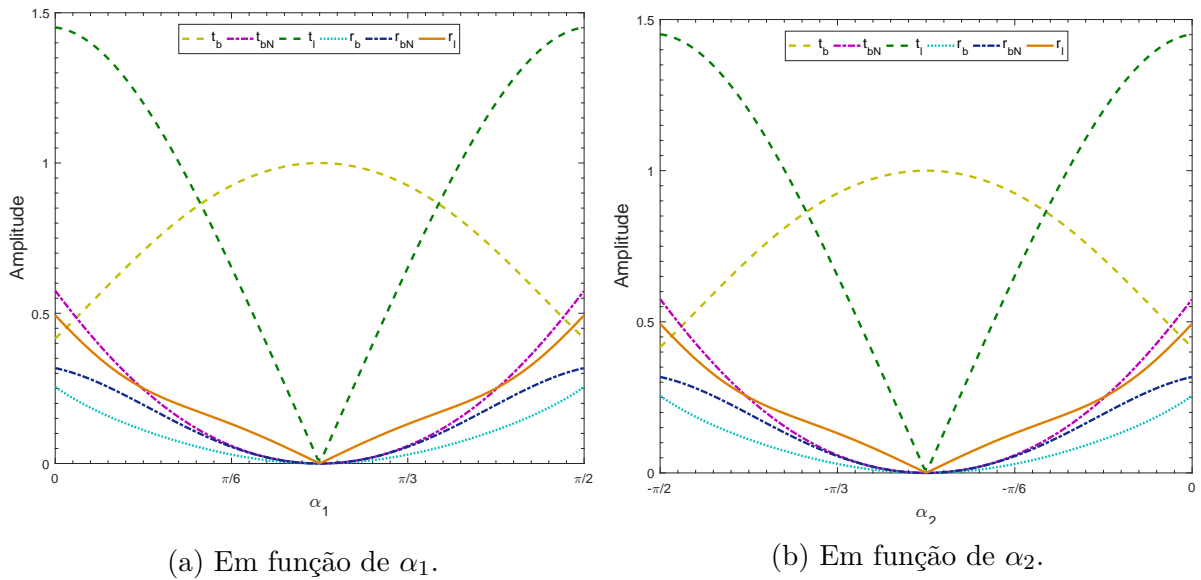 1.5
t_b t_bN t_l r_b r_bN r_l
1
Amplitude
0.5
0
0 π/6 π/3 π/2
α_1
(a) Em função de α_1.
1.5
t_b t_bN t_l r_b r_bN r_l
1
Amplitude
0.5
0
-π/2 -π/3 -π/6 0
α_2
(b) Em função de α_2.